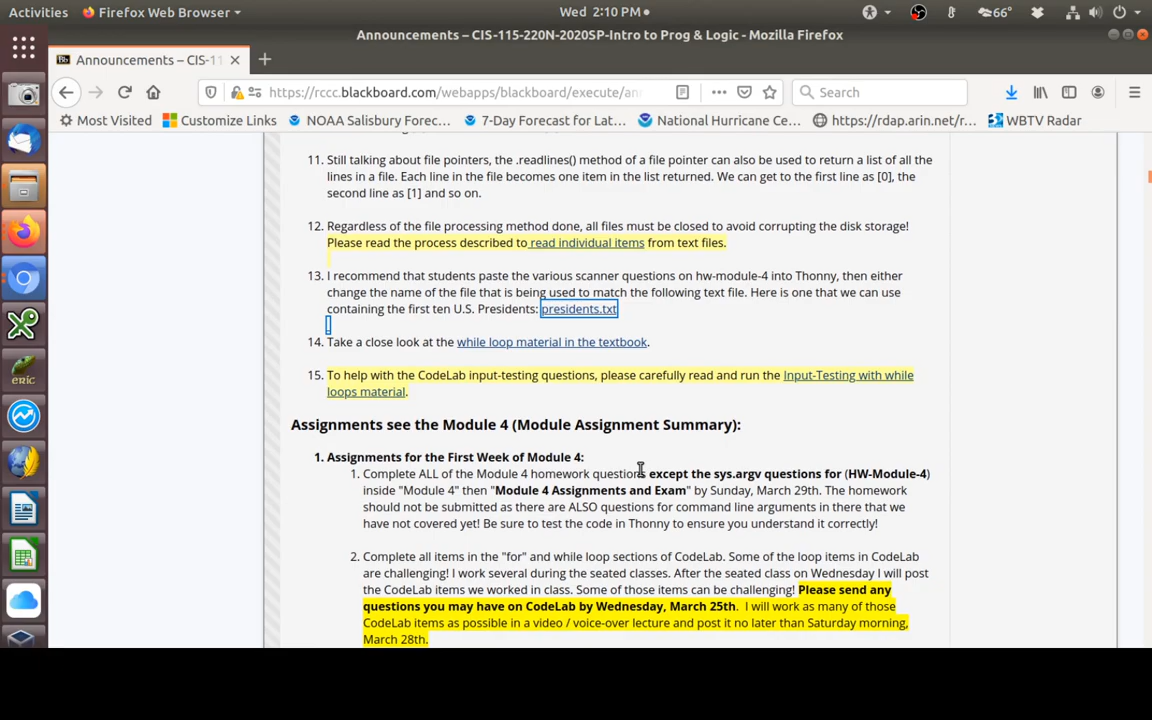 Activities Firefox Web Browser Wed 2:10 PM 66°
Announcements – CIS-115-220N-2020SP-Intro to Prog & Logic - Mozilla Firefox
Bb Announcements – CIS-11
https://rccc.blackboard.com/webapps/blackboard/execute/an Search
Most Visited Customize Links NOAA Salisbury Forec… 7-Day Forecast for Lat… National Hurricane Ce… https://rdap.arin.net/r… WBTV Radar
11. Still talking about file pointers, the .readlines() method of a file pointer can also be used to return a list of all the
lines in a file. Each line in the file becomes one item in the list returned. We can get to the first line as [0], the
second line as [1] and so on.
12. Regardless of the file processing method done, all files must be closed to avoid corrupting the disk storage!
Please read the process described to read individual items from text files.
13. I recommend that students paste the various scanner questions on hw-module-4 into Thonny, then either
change the name of the file that is being used to match the following text file. Here is one that we can use
containing the first ten U.S. Presidents: presidents.txt
14. Take a close look at the while loop material in the textbook.
15. To help with the CodeLab input-testing questions, please carefully read and run the Input-Testing with while
loops material.
Assignments see the Module 4 (Module Assignment Summary):
1. Assignments for the First Week of Module 4:
1. Complete ALL of the Module 4 homework questions except the sys.argv questions for (HW-Module-4)
inside "Module 4" then "Module 4 Assignments and Exam" by Sunday, March 29th. The homework
should not be submitted as there are ALSO questions for command line arguments in there that we
have not covered yet! Be sure to test the code in Thonny to ensure you understand it correctly!
2. Complete all items in the "for" and while loop sections of CodeLab. Some of the loop items in CodeLab
are challenging! I work several during the seated classes. After the seated class on Wednesday I will post
the CodeLab items we worked in class. Some of those items can be challenging! Please send any
questions you may have on CodeLab by Wednesday, March 25th. I will work as many of those
CodeLab items as possible in a video / voice-over lecture and post it no later than Saturday morning,
March 28th.
eric